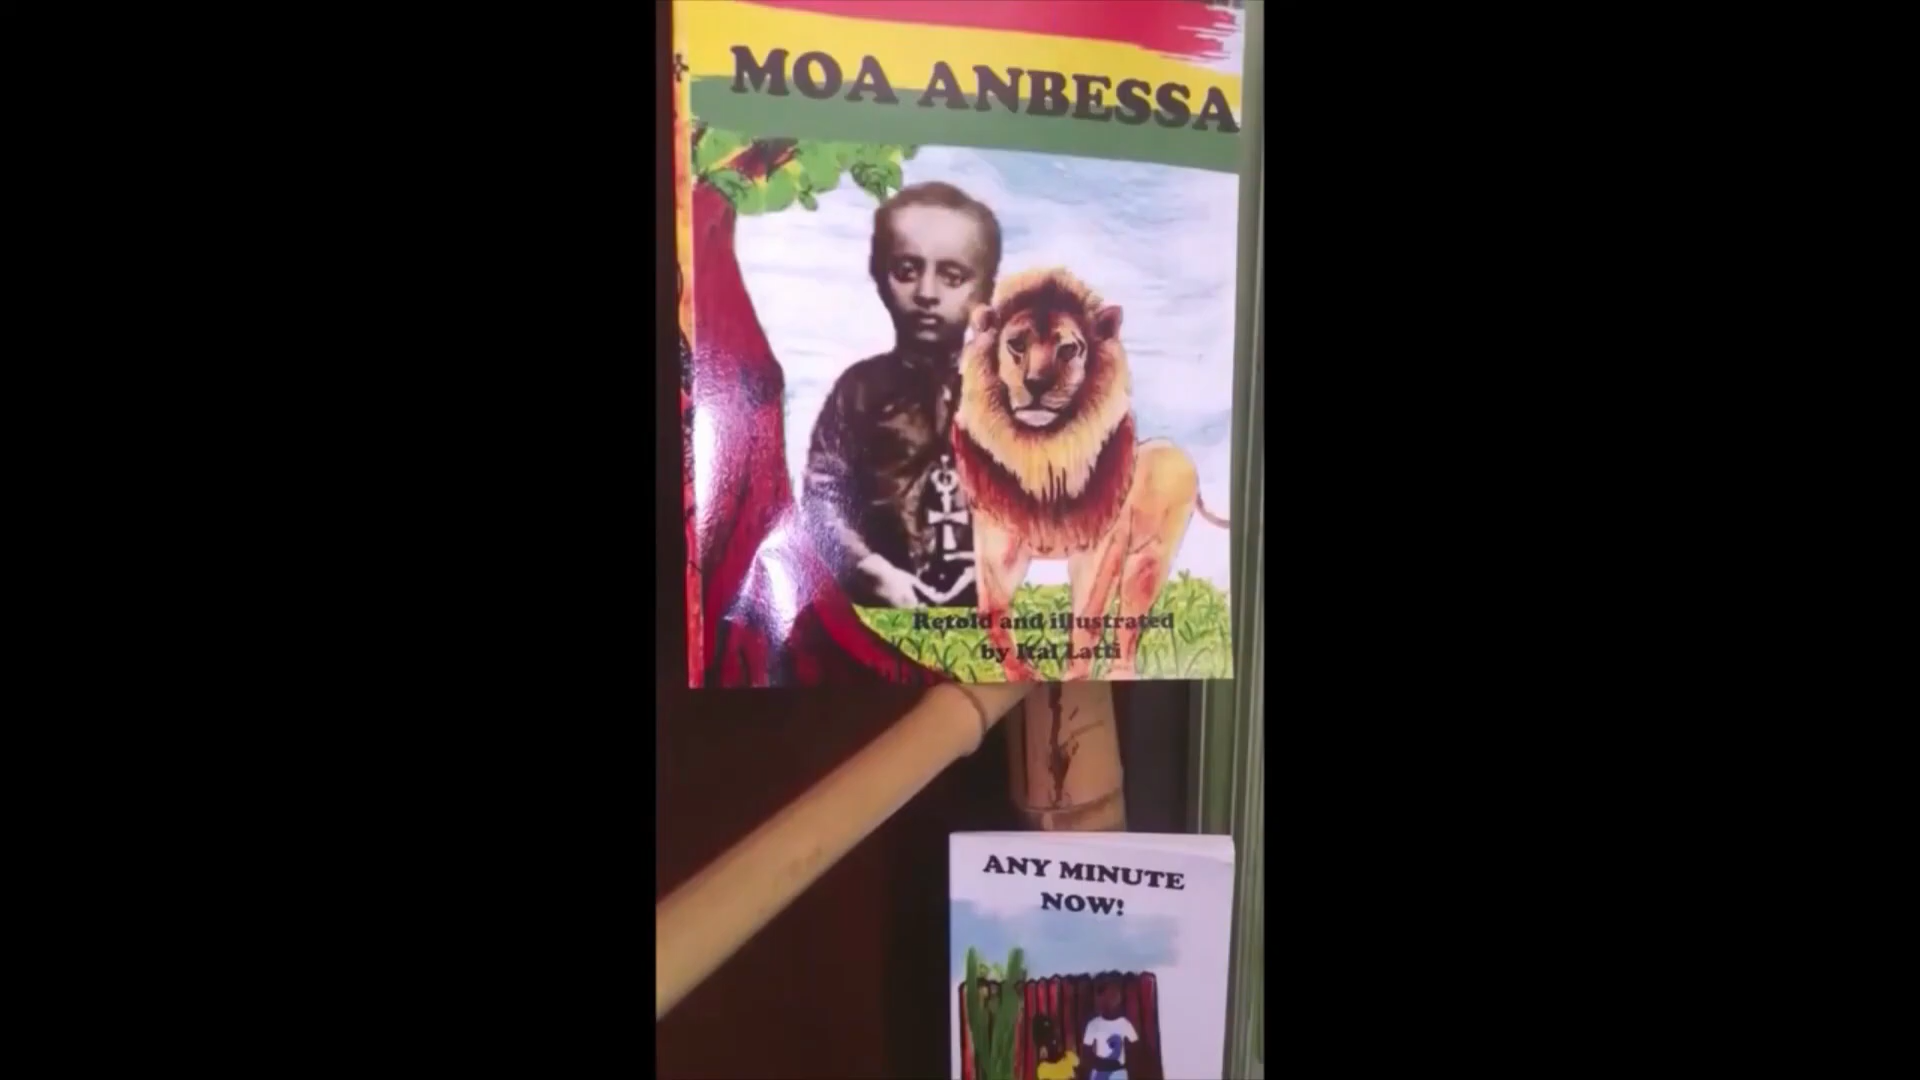 MOA ANBESSA
Retold and illustrated
by Ital Latti
ANY MINUTE
NOW!